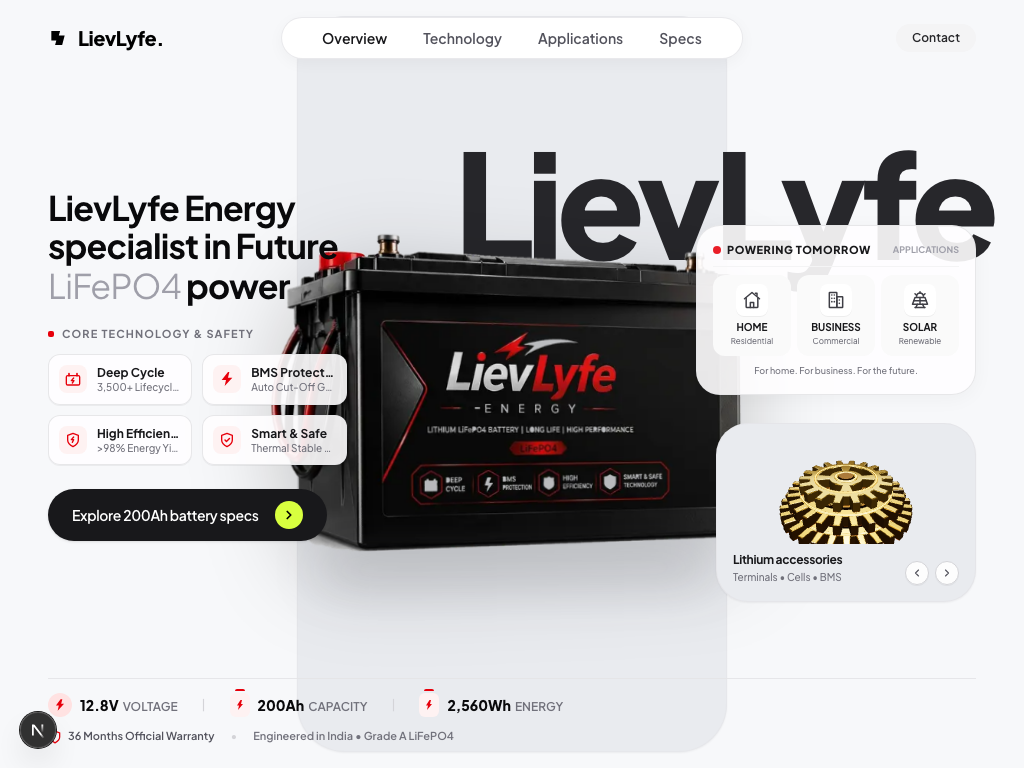 LievLyfe.
Overview
Technology
Applications
Specs
Contact
LievLyfe
LievLyfe Energy
specialist in Future
LiFePO4 power
CORE TECHNOLOGY & SAFETY
Deep Cycle
3,500+ Lifecycl...
BMS Protect...
Auto Cut-Off G...
High Efficien...
>98% Energy Yi...
Smart & Safe
Thermal Stable ...
Explore 200Ah battery specs
LievLyfe
-ENERGY
LITHIUM LiFePO4 BATTERY | LONG LIFE | HIGH PERFORMANCE
LiFePO4
DEEP
CYCLE
BMS
PROTECTION
HIGH
EFFICIENCY
SMART & SAFE
TECHNOLOGY
POWERING TOMORROW
APPLICATIONS
HOME
Residential
BUSINESS
Commercial
SOLAR
Renewable
For home. For business. For the future.
Lithium accessories
Terminals • Cells • BMS
12.8V VOLTAGE
200Ah CAPACITY
2,560Wh ENERGY
N
36 Months Official Warranty
Engineered in India • Grade A LiFePO4